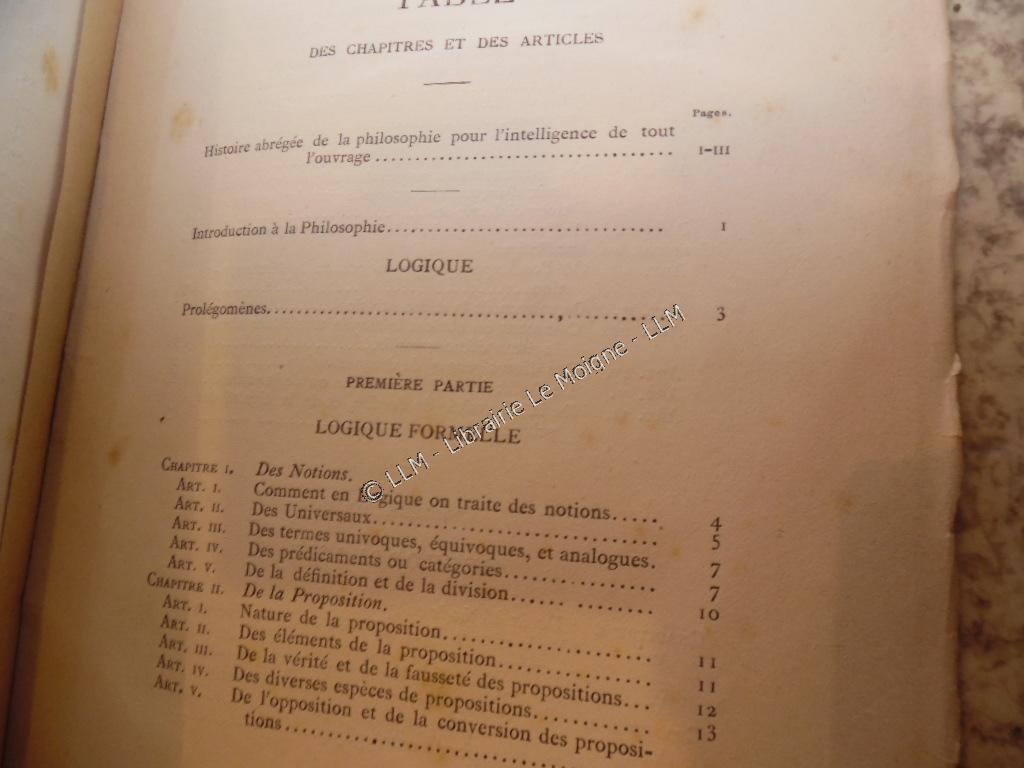 TABLE
DES CHAPITRES ET DES ARTICLES
Pages.
Histoire abrégée de la philosophie pour l'intelligence de tout
l'ouvrage ................................. I-III
Introduction à la Philosophie................................. 1
LOGIQUE
Prolégomènes.................................,.......... 3
PREMIÈRE PARTIE
LOGIQUE FORMELLE
CHAPITRE I. Des Notions.
ART. I. Comment en Logique on traite des notions..... 4
ART. II. Des Universaux............................... 5
ART. III. Des termes univoques, équivoques, et analogues. 7
ART. IV. Des prédicaments ou catégories................ 7
ART. V. De la définition et de la division...... ........ 10
CHAPITRE II. De la Proposition.
ART. I. Nature de la proposition....................... 11
ART. II. Des éléments de la proposition................. 11
ART. III. De la vérité et de la fausseté des propositions... 12
ART. IV. Des diverses espèces de propositions............ 13
ART. V. De l'opposition et de la conversion des proposi-
tions.................................
© LLM - Librairie Le Moigne - LLM